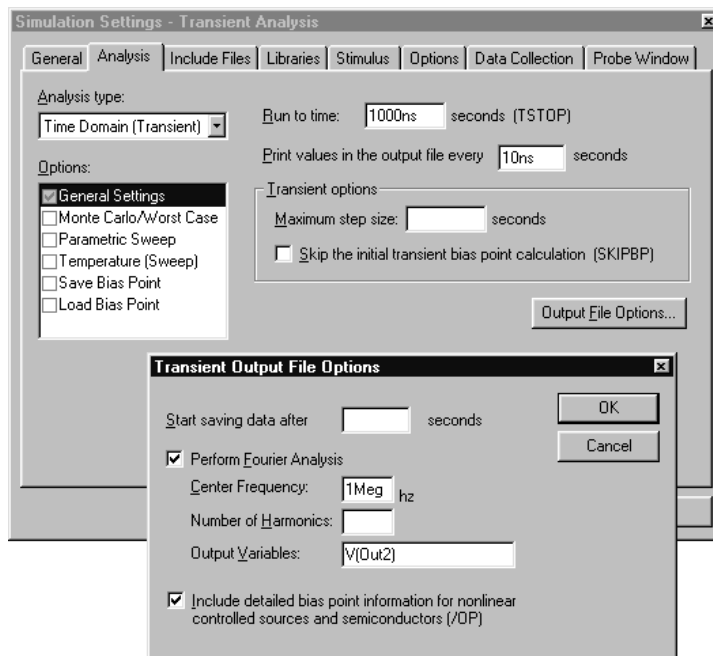 Simulation Settings - Transient Analysis
General Analysis Include Files Libraries Stimulus Options Data Collection Probe Window
Analysis type:
Time Domain (Transient)
Options:
General Settings
Monte Carlo/Worst Case
Parametric Sweep
Temperature (Sweep)
Save Bias Point
Load Bias Point
Run to time: 1000ns seconds (TSTOP)
Print values in the output file every 10ns seconds
Transient options
Maximum step size: seconds
Skip the initial transient bias point calculation (SKIPBP)
Output File Options...
Transient Output File Options
Start saving data after seconds
OK
Cancel
Perform Fourier Analysis
Center Frequency: 1Meg hz
Number of Harmonics:
Output Variables: V(Out2)
Include detailed bias point information for nonlinear
controlled sources and semiconductors (/OP)